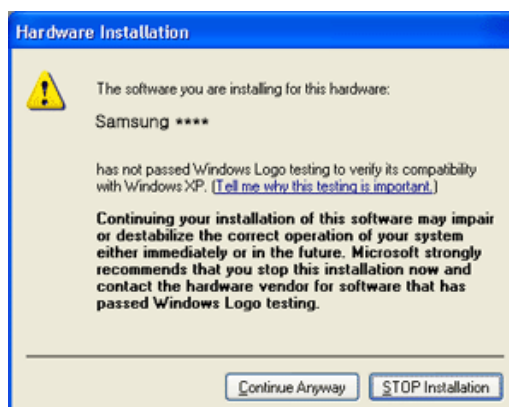 Hardware Installation
The software you are installing for this hardware:
Samsung ****
has not passed Windows Logo testing to verify its compatibility
with Windows XP. (Tell me why this testing is important.)
Continuing your installation of this software may impair
or destabilize the correct operation of your system
either immediately or in the future. Microsoft strongly
recommends that you stop this installation now and
contact the hardware vendor for software that has
passed Windows Logo testing.
Continue Anyway STOP Installation